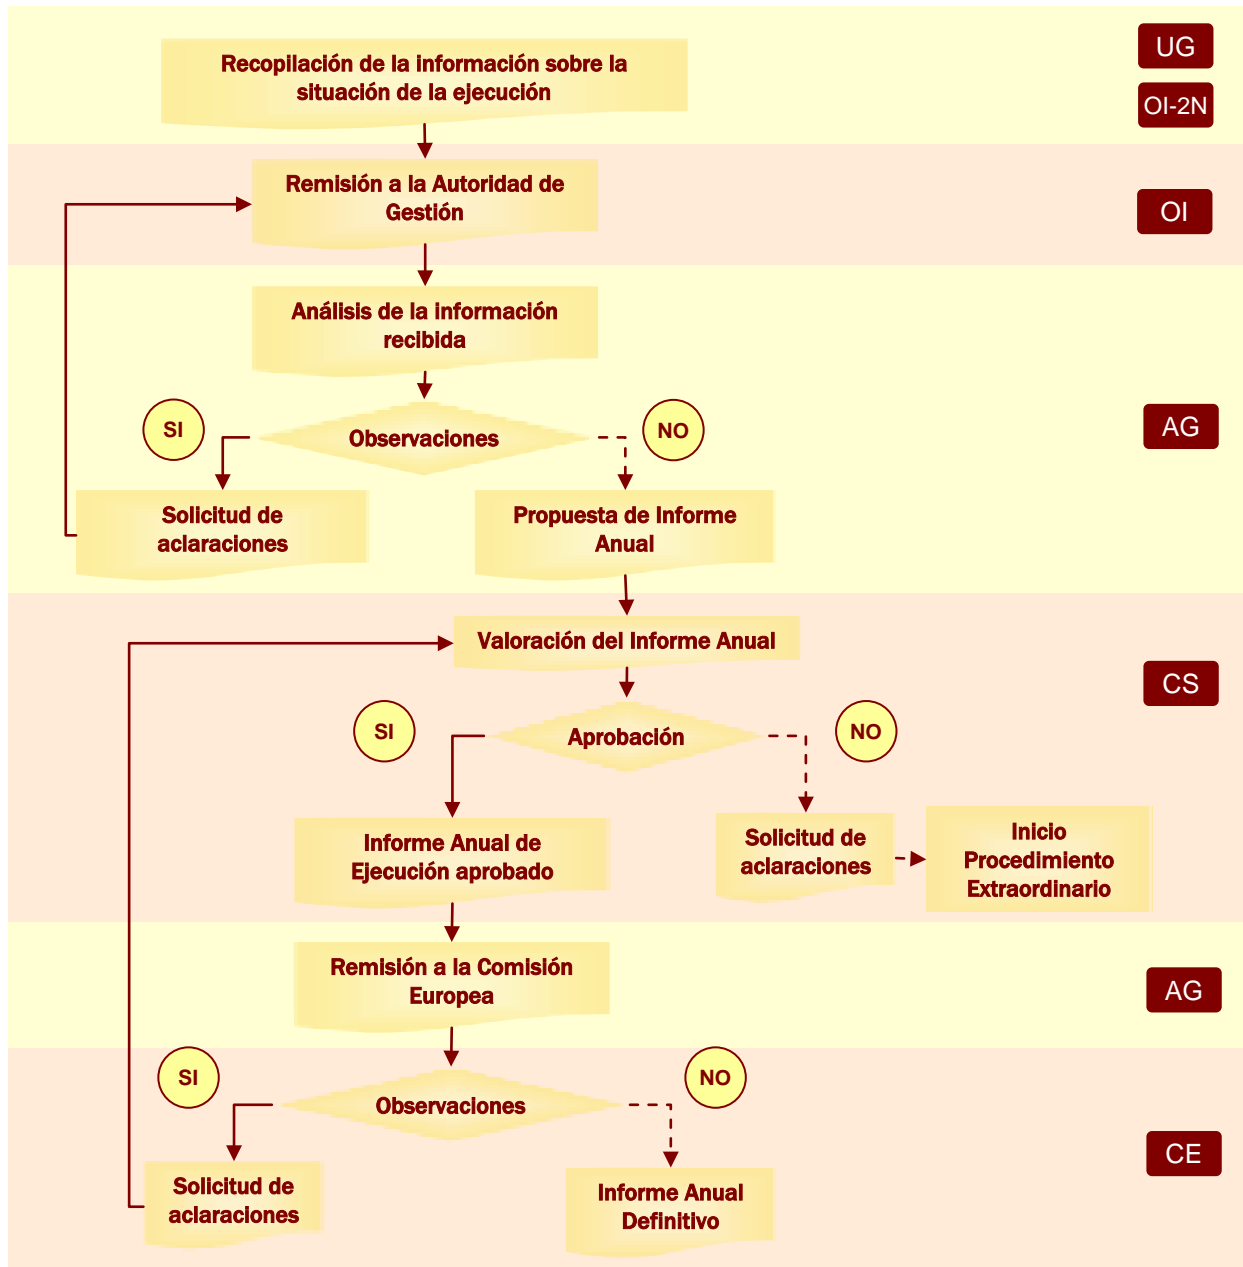 Recopilación de la información sobre la
situación de la ejecución
UG
OI-2N
Remisión a la Autoridad de
Gestión
OI
Análisis de la información
recibida
SI
Observaciones
NO
AG
Solicitud de
aclaraciones
Propuesta de Informe
Anual
Valoración del Informe Anual
CS
SI
Aprobación
NO
Informe Anual de
Ejecución aprobado
Solicitud de
aclaraciones
Inicio
Procedimiento
Extraordinario
Remisión a la Comisión
Europea
AG
SI
Observaciones
NO
CE
Solicitud de
aclaraciones
Informe Anual
Definitivo